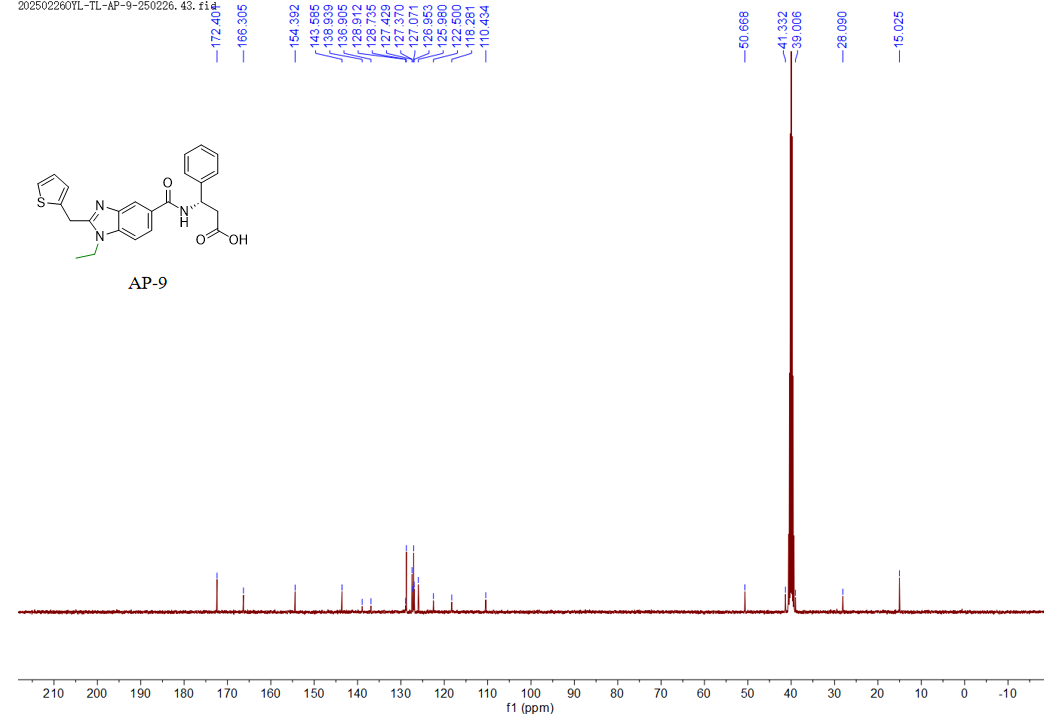 20250226OYL-TL-AP-9-250226.43.fid
172.401
166.305
154.392
143.585
138.939
136.905
128.912
128.735
127.429
127.370
127.071
126.953
125.980
122.500
118.281
110.434
50.668
41.332
39.006
28.090
15.025
O
S
N
N
N
H
O
OH
AP-9
210 200 190 180 170 160 150 140 130 120 110 100 90 80 70 60 50 40 30 20 10 0 -10
f1 (ppm)